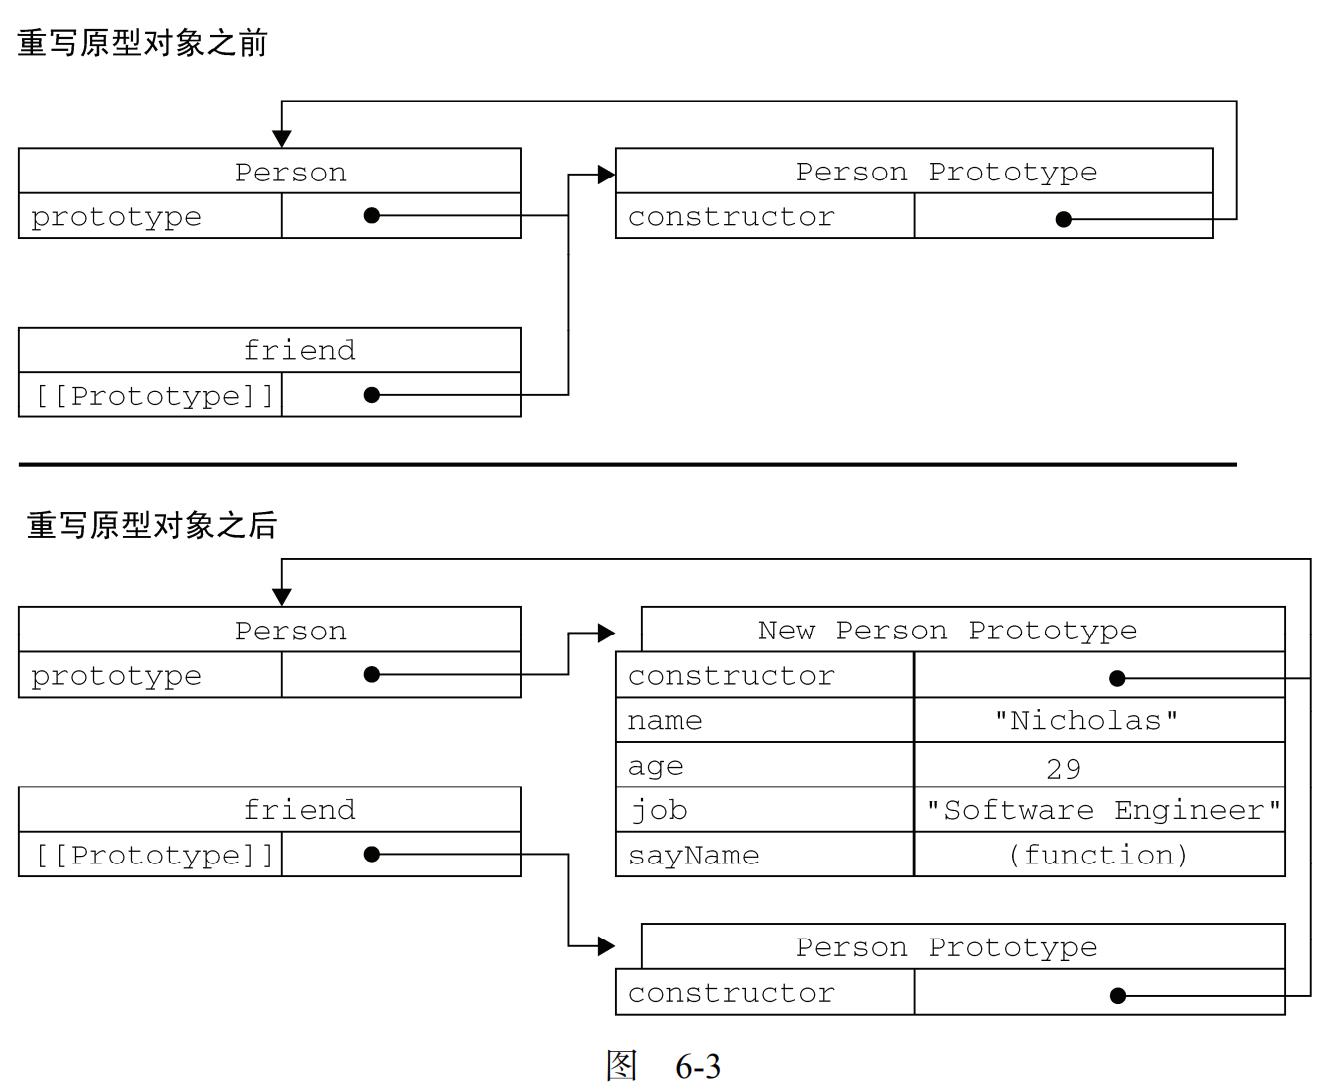 重写原型对象之前
Person
Person Prototype
prototype
constructor
friend
[[Prototype]]
重写原型对象之后
Person
New Person Prototype
prototype
constructor
name
"Nicholas"
age
29
friend
job
"Software Engineer"
[[Prototype]]
sayName
(function)
Person Prototype
constructor
图 6-3